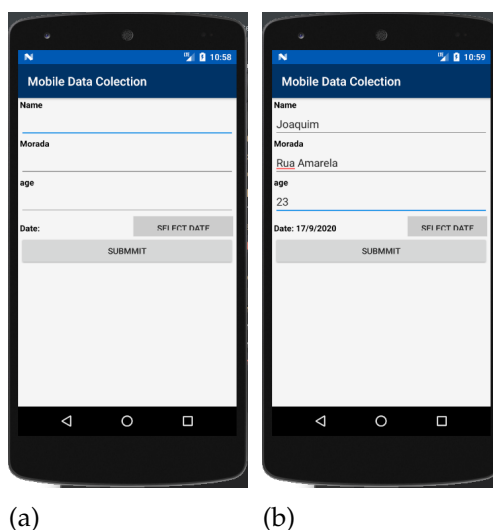 10:58
Mobile Data Colection
Name
Morada
age
Date: SELECT DATE
SUBMMIT
(a)
10:59
Mobile Data Colection
Name
Joaquim
Morada
Rua Amarela
age
23
Date: 17/9/2020 SELECT DATE
SUBMMIT
(b)